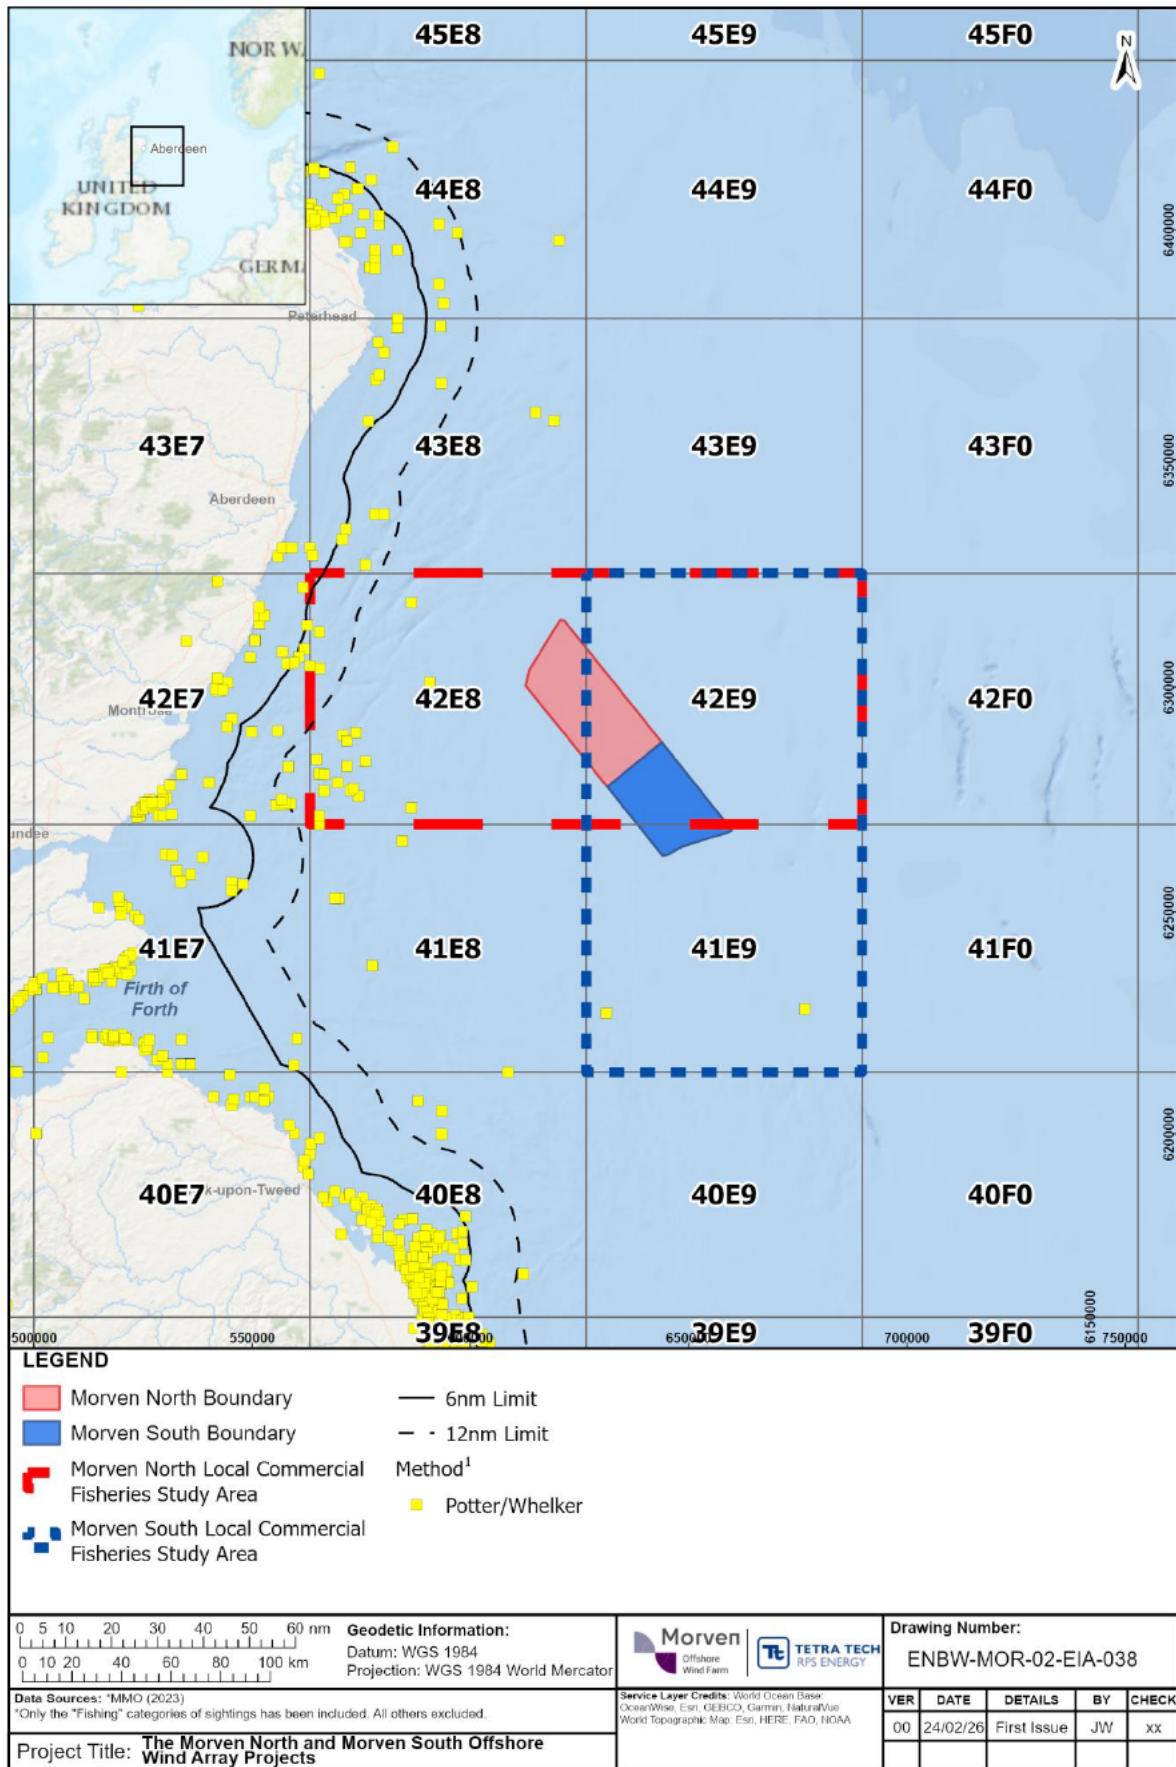 45E8 45E9 45F0
NOR W
N
Aberdeen
UNITED
KINGDOM
GERM
44E8 44E9 44F0
6400000
Peterhead
43E7 43E8 43E9 43F0
6350000
Aberdeen
42E7 42E8 42E9 42F0
6300000
Montrose
undee
6250000
41E7 41E8 41E9 41F0
Firth of
Forth
6200000
40E7 k-upon-Tweed 40E8 40E9 40F0
6150000
500000 550000 39E8 650000 39E9 700000 39F0 750000
LEGEND
Morven North Boundary
Morven South Boundary
Morven North Local Commercial
Fisheries Study Area
Morven South Local Commercial
Fisheries Study Area
6nm Limit
12nm Limit
Method1
Potter/Whelker
0 5 10 20 30 40 50 60 nm
0 10 20 40 60 80 100 km
Geodetic Information:
Datum: WGS 1984
Projection: WGS 1984 World Mercator
Morven
Offshore
Wind Farm
TETRA TECH
RPS ENERGY
Drawing Number:
ENBW-MOR-02-EIA-038
Data Sources: *MMO (2023)
*Only the "Fishing" categories of sightings has been included. All others excluded.
Service Layer Credits: World Ocean Base:
OceanWise, Esri, GEBCO, Garmin, NaturalVue
World Topographic Map: Esri, HERE, FAO, NOAA
VER DATE DETAILS BY CHECK
00 24/02/26 First Issue JW xx
Project Title: The Morven North and Morven South Offshore
Wind Array Projects